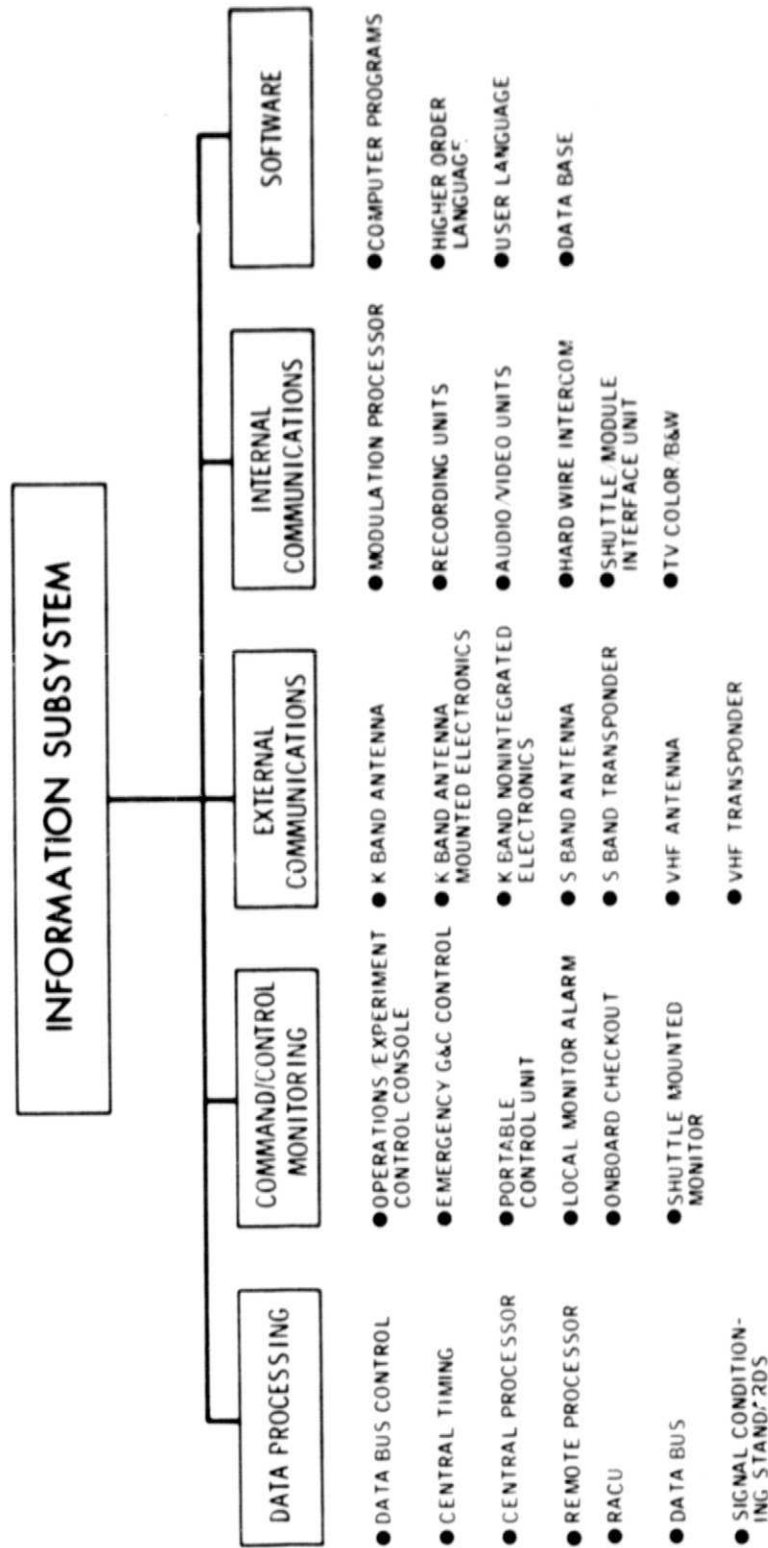 INFORMATION SUBSYSTEM
DATA PROCESSING
● DATA BUS CONTROL
● CENTRAL TIMING
● CENTRAL PROCESSOR
● REMOTE PROCESSOR
● RACU
● DATA BUS
● SIGNAL CONDITION-
ING STANDARDS
COMMAND/CONTROL
MONITORING
● OPERATIONS/EXPERIMENT
CONTROL CONSOLE
● EMERGENCY G&C CONTROL
● PORTABLE
CONTROL UNIT
● LOCAL MONITOR ALARM
● ONBOARD CHECKOUT
● SHUTTLE MOUNTED
MONITOR
EXTERNAL
COMMUNICATIONS
● K BAND ANTENNA
● K BAND ANTENNA
MOUNTED ELECTRONICS
● K BAND NONINTEGRATED
ELECTRONICS
● S BAND ANTENNA
● S BAND TRANSPONDER
● VHF ANTENNA
● VHF TRANSPONDER
INTERNAL
COMMUNICATIONS
● MODULATION PROCESSOR
● RECORDING UNITS
● AUDIO/VIDEO UNITS
● HARD WIRE INTERCOM
● SHUTTLE/MODULE
INTERFACE UNIT
● TV COLOR/B&W
SOFTWARE
● COMPUTER PROGRAMS
● HIGHER ORDER
LANGUAGE
● USER LANGUAGE
● DATA BASE